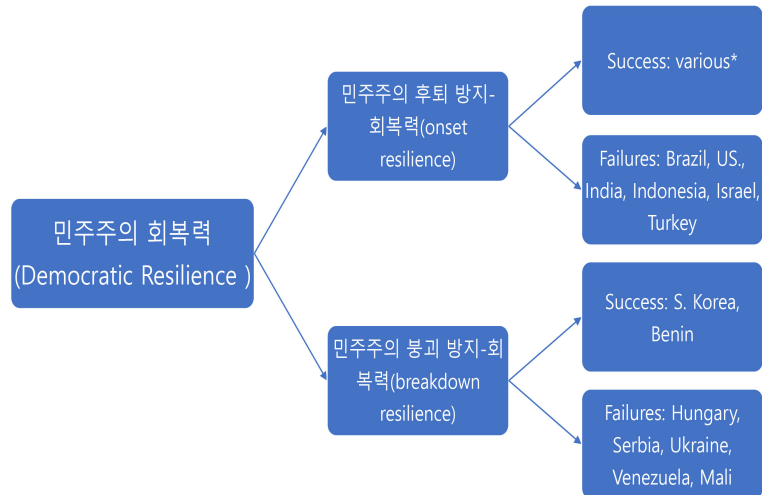 민주주의 회복력
(Democratic Resilience )
민주주의 후퇴 방지-
회복력(onset
resilience)
Success: various*
Failures: Brazil, US.,
India, Indonesia, Israel,
Turkey
민주주의 붕괴 방지-회
복력(breakdown
resilience)
Success: S. Korea,
Benin
Failures: Hungary,
Serbia, Ukraine,
Venezuela, Mali